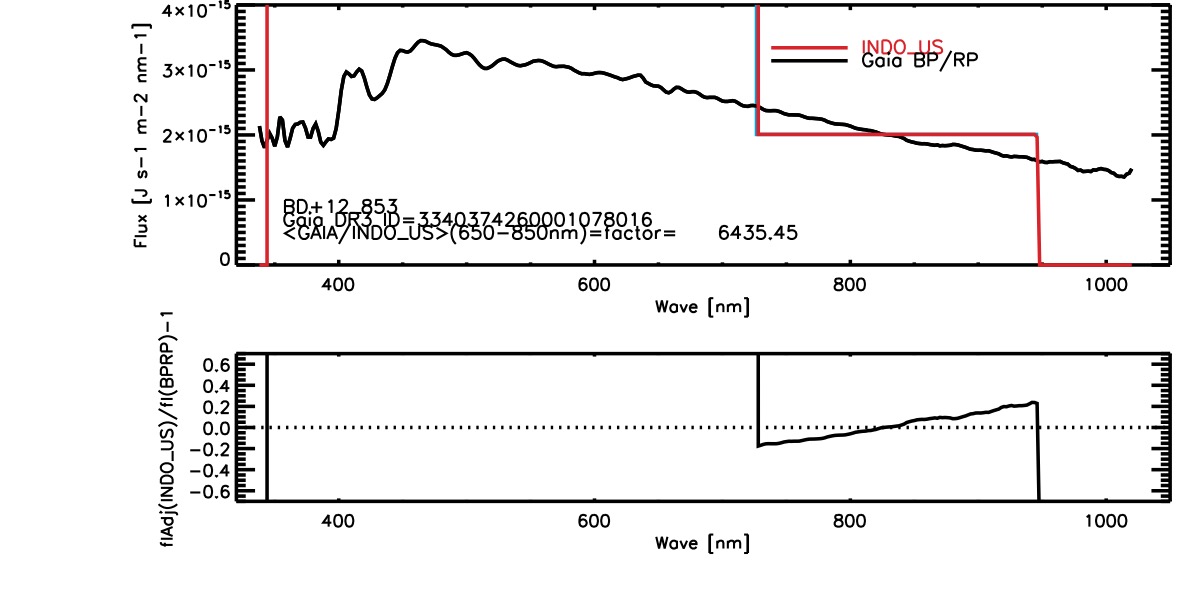 4×10-15
3×10-15
2×10-15
1×10-15
0
Flux [J s-1 m-2 nm-1]
INDO_US
Gaia BP/RP
BD+12 853
Gaia DR3 ID=3340374260001078016
<GAIA/INDO_US>(650-850nm)=factor= 6435.45
400 600 800 1000
Wave [nm]
flAdj(INDO_US)/fl(BPRP)-1
0.6
0.4
0.2
0.0
-0.2
-0.4
-0.6
400 600 800 1000
Wave [nm]